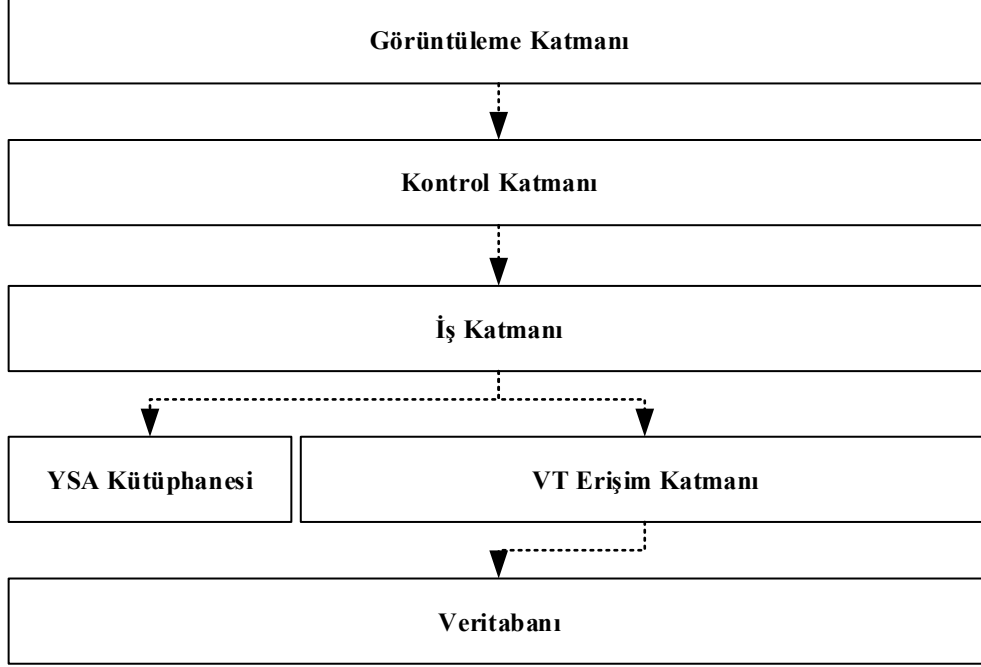 Görüntüleme Katmanı
Kontrol Katmanı
İş Katmanı
YSA Kütüphanesi
VT Erişim Katmanı
Veritabanı